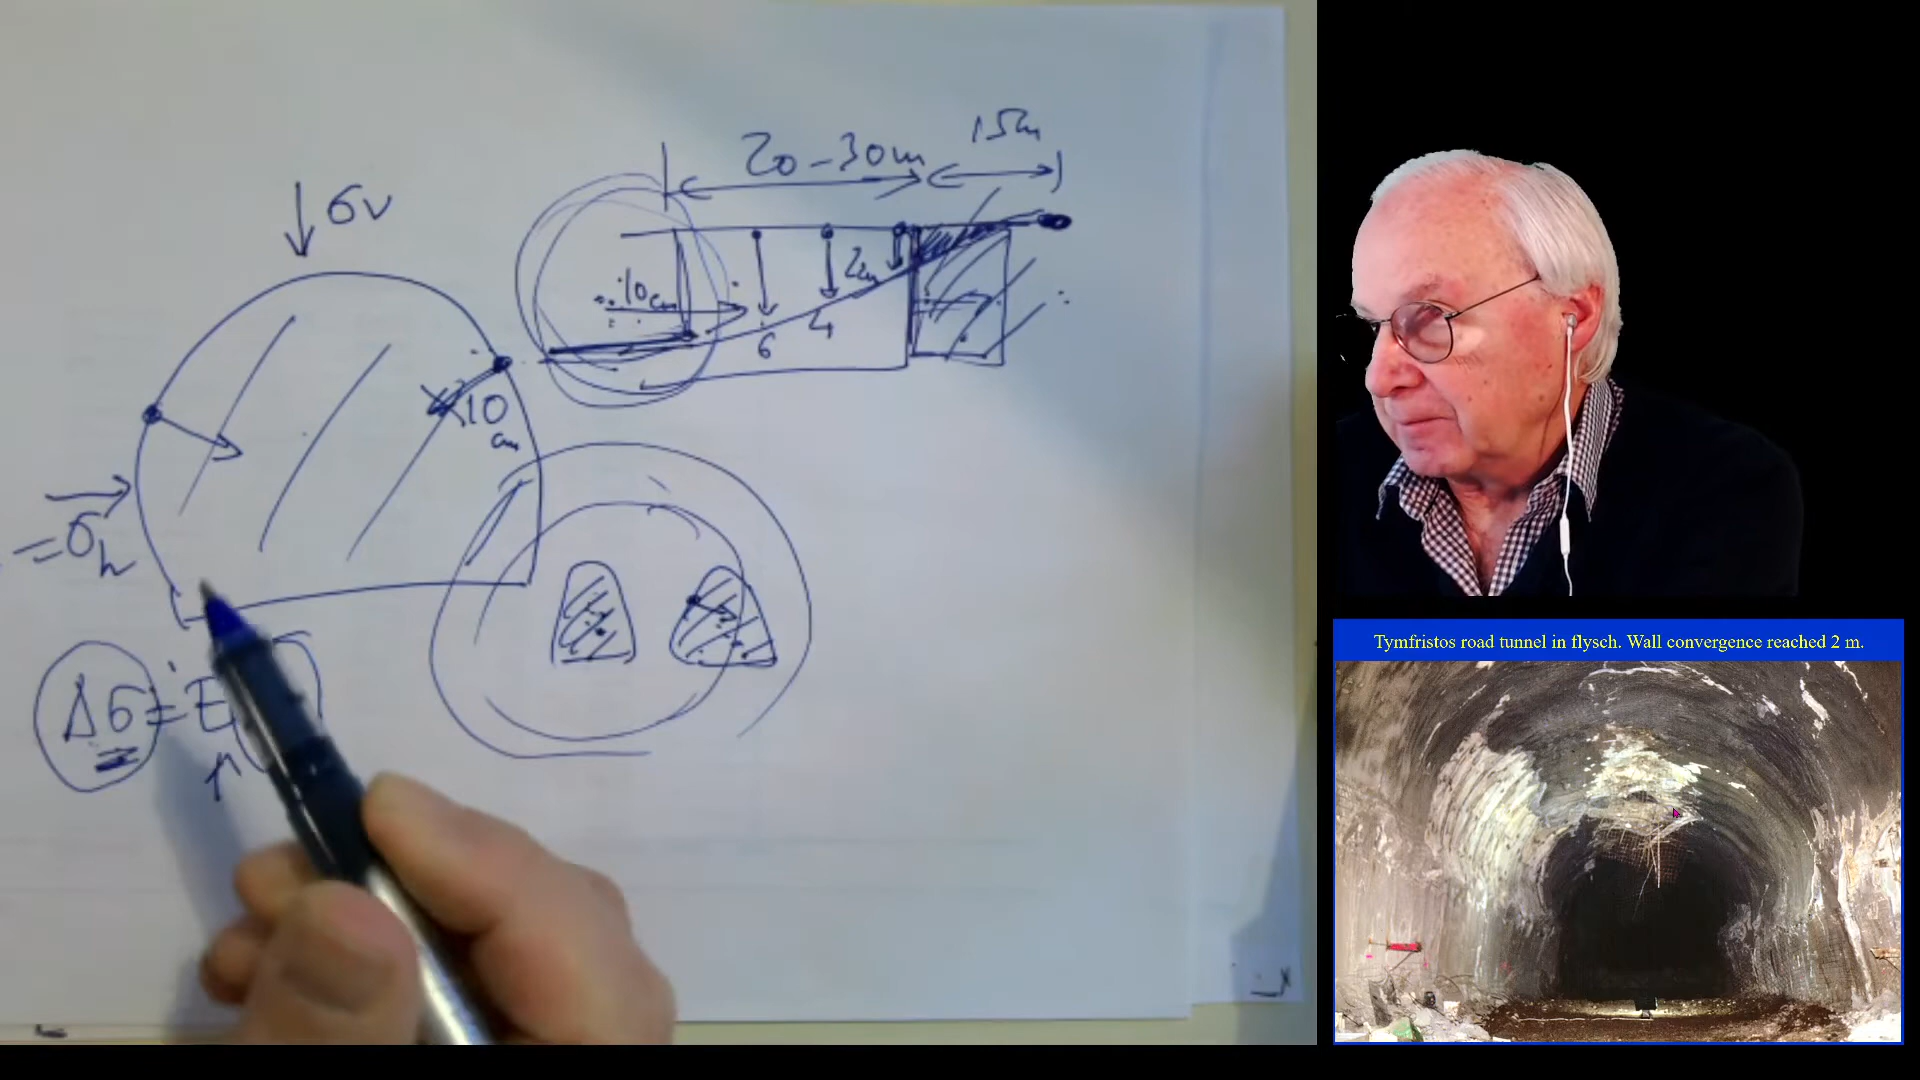 15m
20-30m
σv
10cm
2m
6
4
10
cm
=σh
Δσ=E
Tymfristos road tunnel in flysch. Wall convergence reached 2 m.